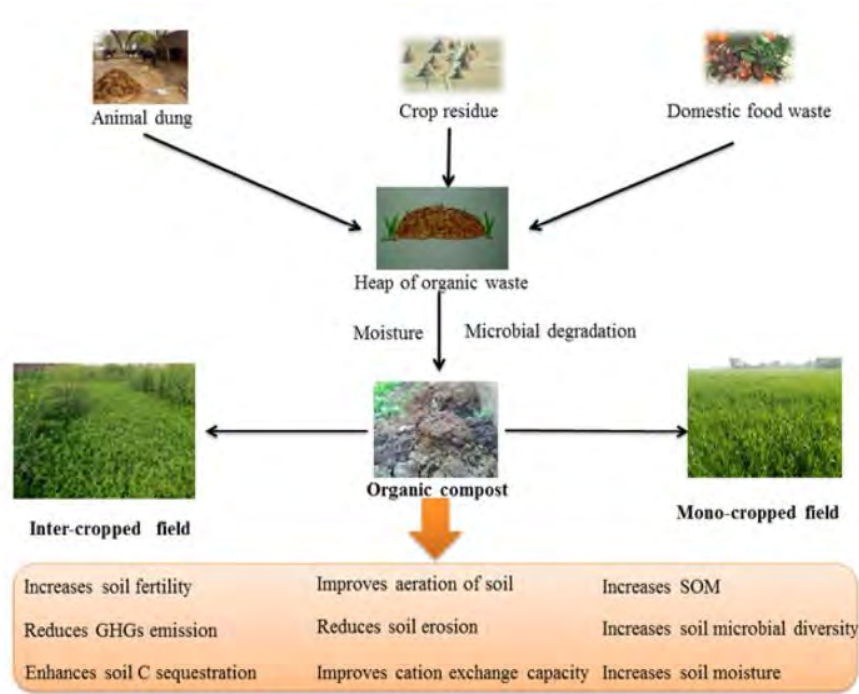 Animal dung
Crop residue
Domestic food waste
Heap of organic waste
Moisture
Microbial degradation
Organic compost
Inter-cropped field
Mono-cropped field
Increases soil fertility
Improves aeration of soil
Increases SOM
Reduces GHGs emission
Reduces soil erosion
Increases soil microbial diversity
Enhances soil C sequestration
Improves cation exchange capacity
Increases soil moisture